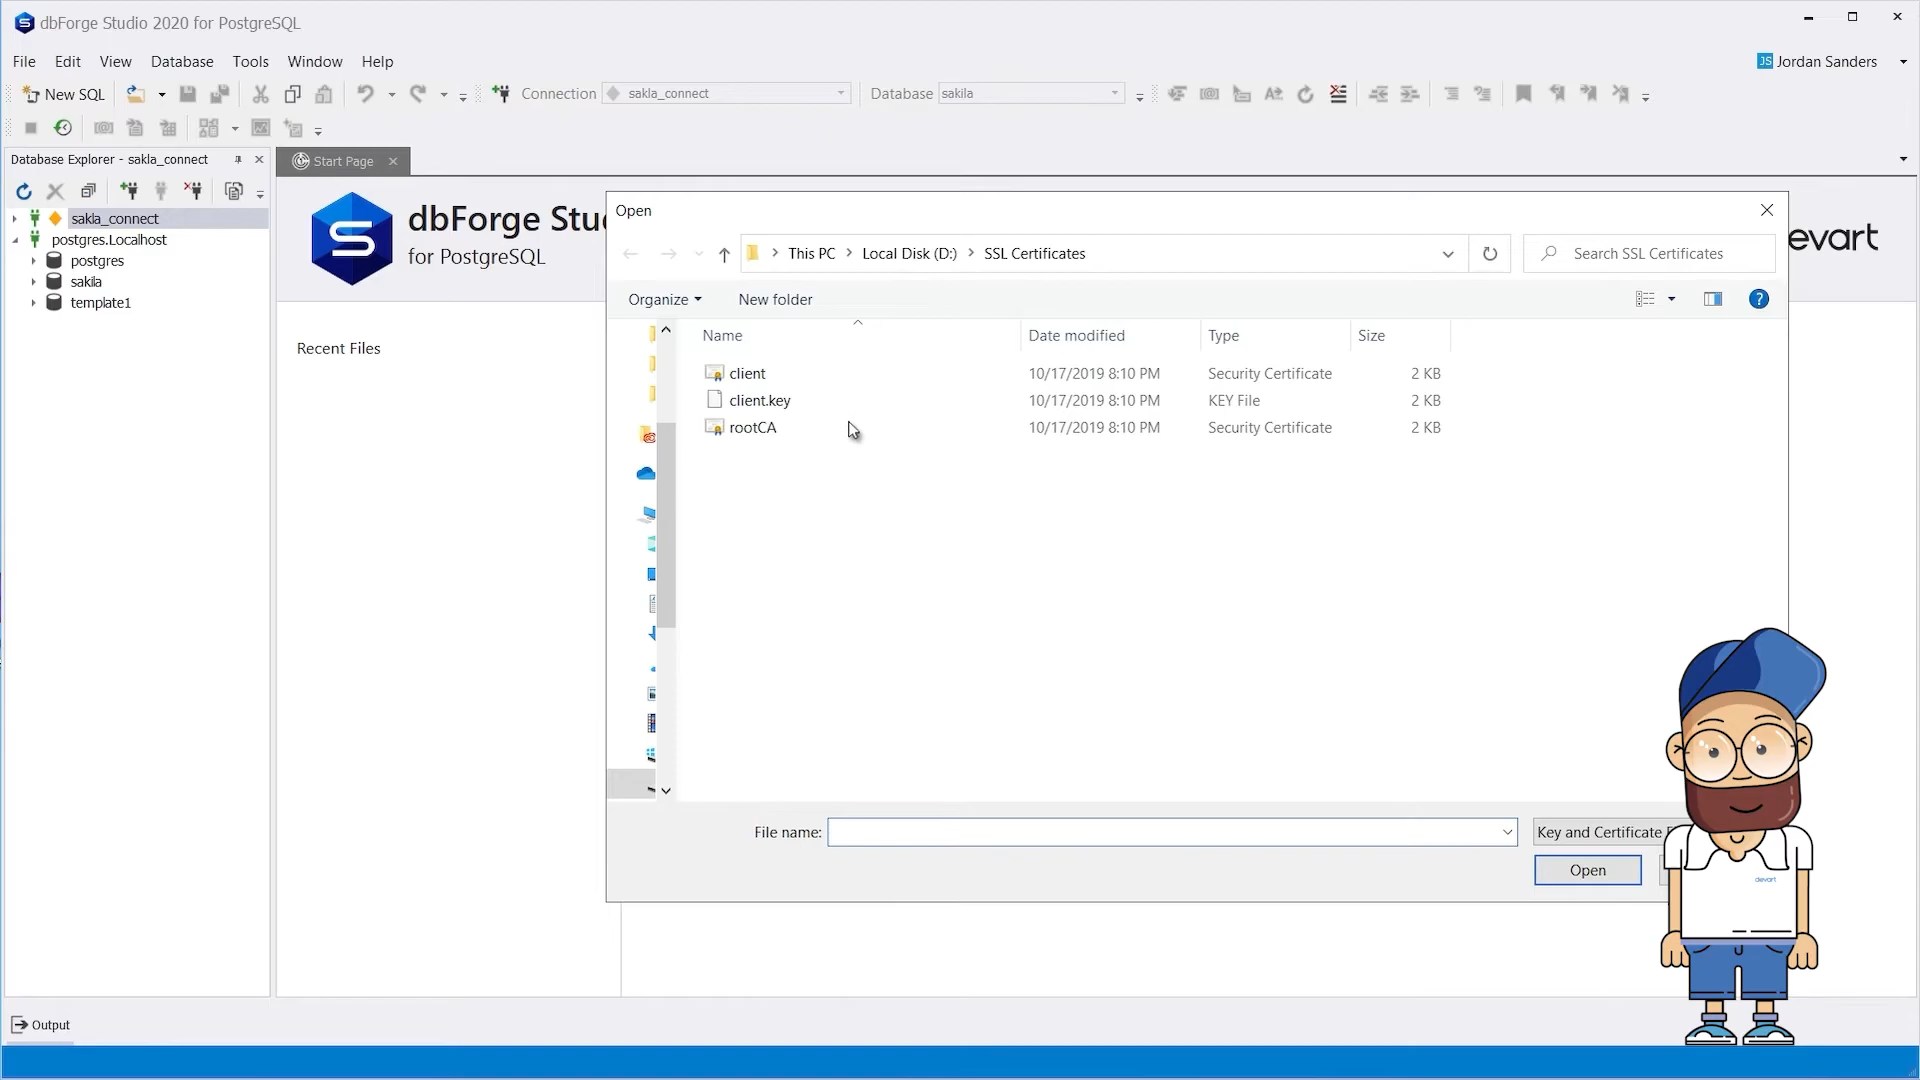 dbForge Studio 2020 for PostgreSQL
File Edit View Database Tools Window Help
JS Jordan Sanders
New SQL Connection sakla_connect Database sakila
Database Explorer - sakla_connect
Start Page
sakla_connect
postgres.Localhost
postgres
sakila
template1
dbForge Stu
for PostgreSQL
evart
Recent Files
Open
This PC > Local Disk (D:) > SSL Certificates
Search SSL Certificates
Organize New folder
Name Date modified Type Size
client 10/17/2019 8:10 PM Security Certificate 2 KB
client.key 10/17/2019 8:10 PM KEY File 2 KB
rootCA 10/17/2019 8:10 PM Security Certificate 2 KB
File name:
Key and Certificate
Open
devart
Output